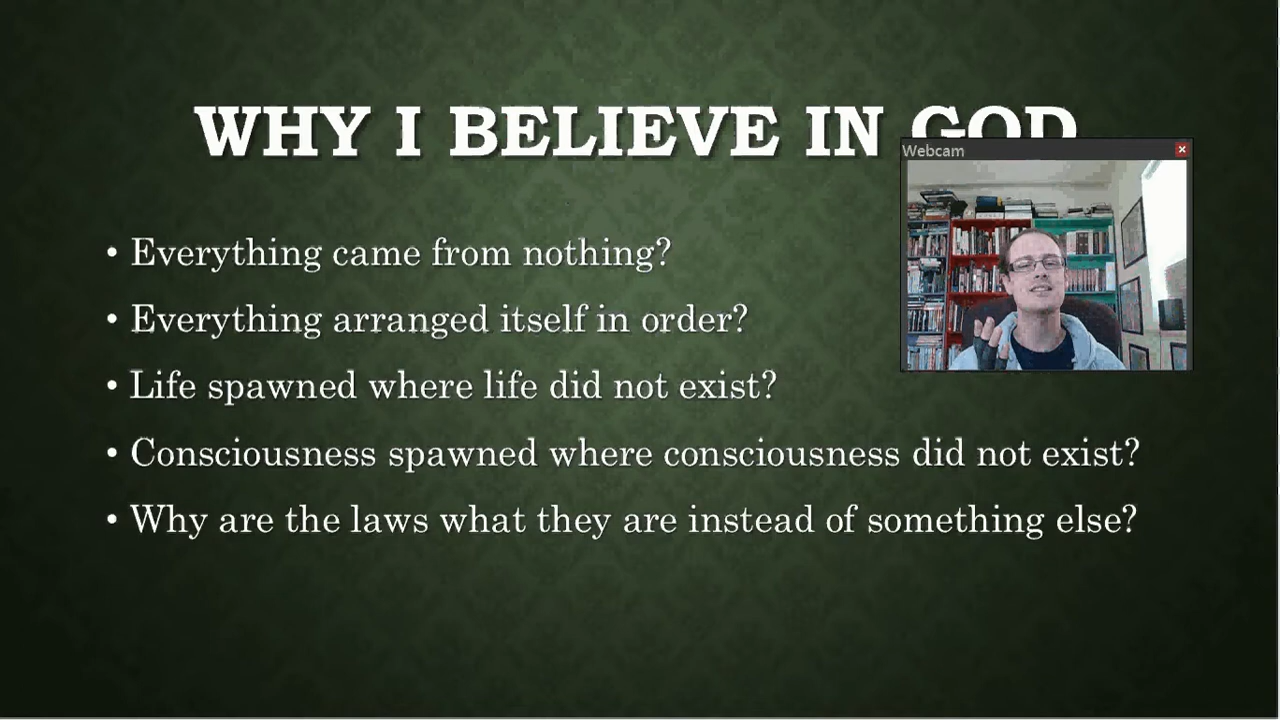 WHY I BELIEVE IN GOD
Webcam
• Everything came from nothing?
• Everything arranged itself in order?
• Life spawned where life did not exist?
• Consciousness spawned where consciousness did not exist?
• Why are the laws what they are instead of something else?